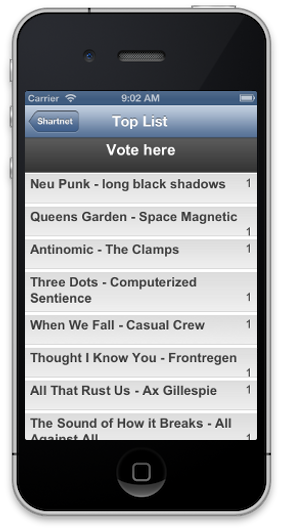 Carrier 9:02 AM
Shartnet Top List
Vote here
Neu Punk - long black shadows 1
Queens Garden - Space Magnetic
1
Antinomic - The Clamps 1
Three Dots - Computerized
Sentience 1
When We Fall - Casual Crew 1
Thought I Know You - Frontregen
1
All That Rust Us - Ax Gillespie 1
The Sound of How it Breaks - All
Against All 1